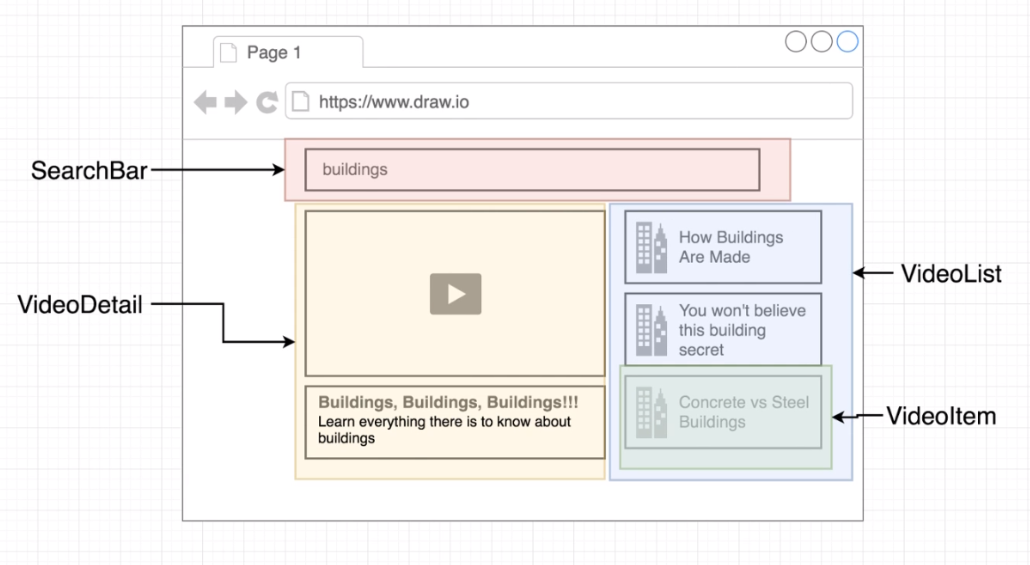 Page 1
https://www.draw.io
SearchBar
buildings
VideoDetail
Buildings, Buildings, Buildings!!!
Learn everything there is to know about
buildings
How Buildings
Are Made
You won't believe
this building
secret
Concrete vs Steel
Buildings
VideoList
VideoItem